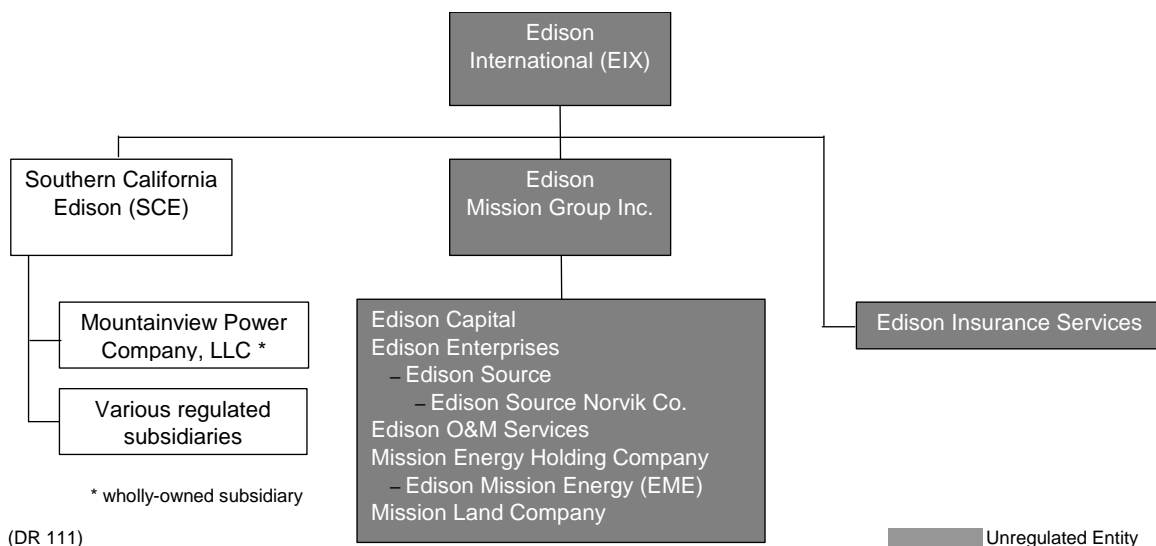 Edison
International (EIX)
Southern California
Edison (SCE)
Edison
Mission Group Inc.
Mountainview Power
Company, LLC *
Various regulated
subsidiaries
* wholly-owned subsidiary
Edison Capital
Edison Enterprises
– Edison Source
– Edison Source Norvik Co.
Edison O&M Services
Mission Energy Holding Company
– Edison Mission Energy (EME)
Mission Land Company
Edison Insurance Services
(DR 111)
Unregulated Entity